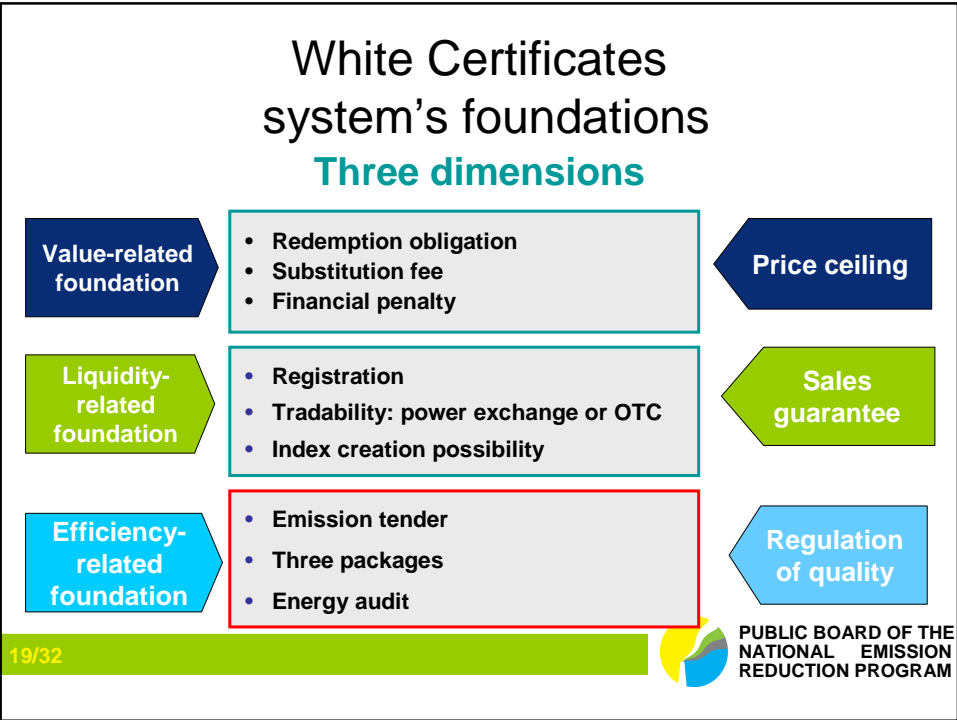 White Certificates
system’s foundations
Three dimensions
Value-related
foundation
• Redemption obligation
• Substitution fee
• Financial penalty
Price ceiling
Liquidity-
related
foundation
• Registration
• Tradability: power exchange or OTC
• Index creation possibility
Sales
guarantee
Efficiency-
related
foundation
• Emission tender
• Three packages
• Energy audit
Regulation
of quality
19/32
PUBLIC BOARD OF THE
NATIONAL EMISSION
REDUCTION PROGRAM